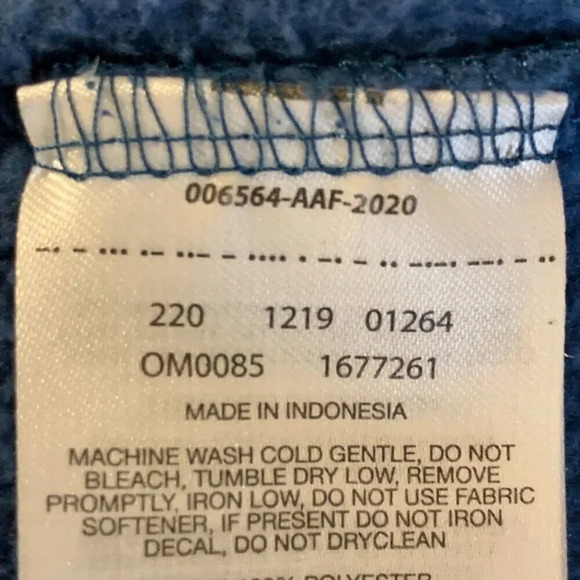 006564-AAF-2020
220 1219 01264
OM0085 1677261
MADE IN INDONESIA
MACHINE WASH COLD GENTLE, DO NOT
BLEACH, TUMBLE DRY LOW, REMOVE
PROMPTLY, IRON LOW, DO NOT USE FABRIC
SOFTENER, IF PRESENT DO NOT IRON
DECAL, DO NOT DRYCLEAN
100% POLYESTER